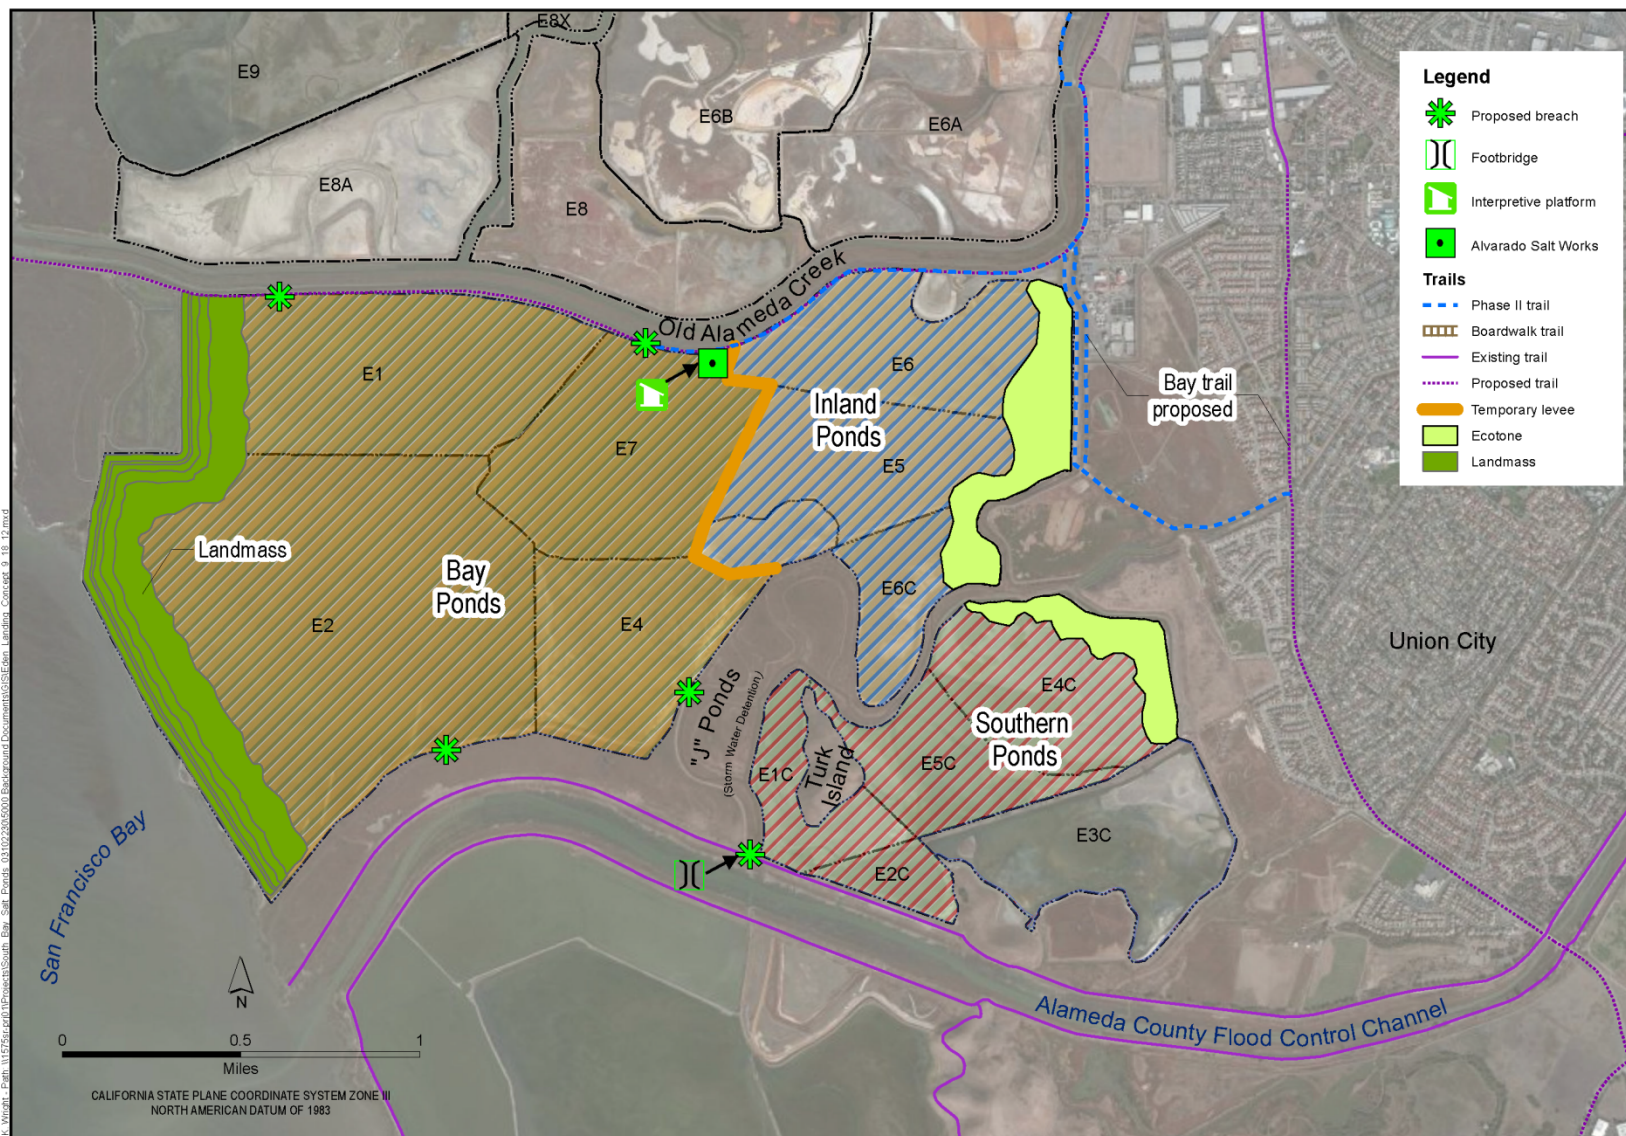 E8X
E9
E6B
E6A
E8A
E8
Old Alameda Creek
E1
E6
Inland
Ponds
E7
E5
Bay trail
proposed
Landmass
Bay
Ponds
E6C
E2
E4
Union City
E4C
"J" Ponds
(Storm Water Detention)
Southern
Ponds
Turk
Island
E5C
E1C
E3C
E2C
San Francisco Bay
Alameda County Flood Control Channel
N
0 0.5 1
Miles
CALIFORNIA STATE PLANE COORDINATE SYSTEM ZONE III
NORTH AMERICAN DATUM OF 1983
Legend
Proposed breach
Footbridge
Interpretive platform
Alvarado Salt Works
Trails
Phase II trail
Boardwalk trail
Existing trail
Proposed trail
Temporary levee
Ecotone
Landmass